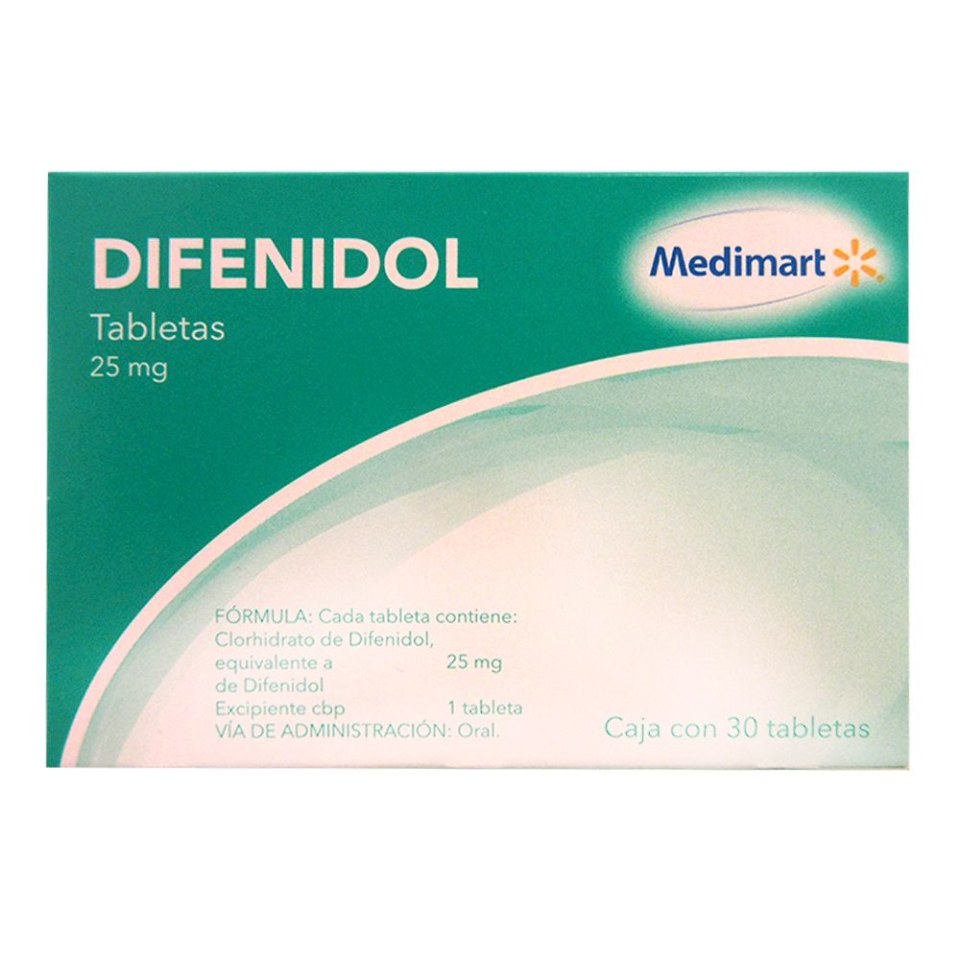 DIFENIDOL
Tabletas
25 mg
Medimart
FÓRMULA: Cada tableta contiene:
Clorhidrato de Difenidol,
equivalente a 25 mg
de Difenidol
Excipiente cbp 1 tableta
VÍA DE ADMINISTRACIÓN: Oral.
Caja con 30 tabletas